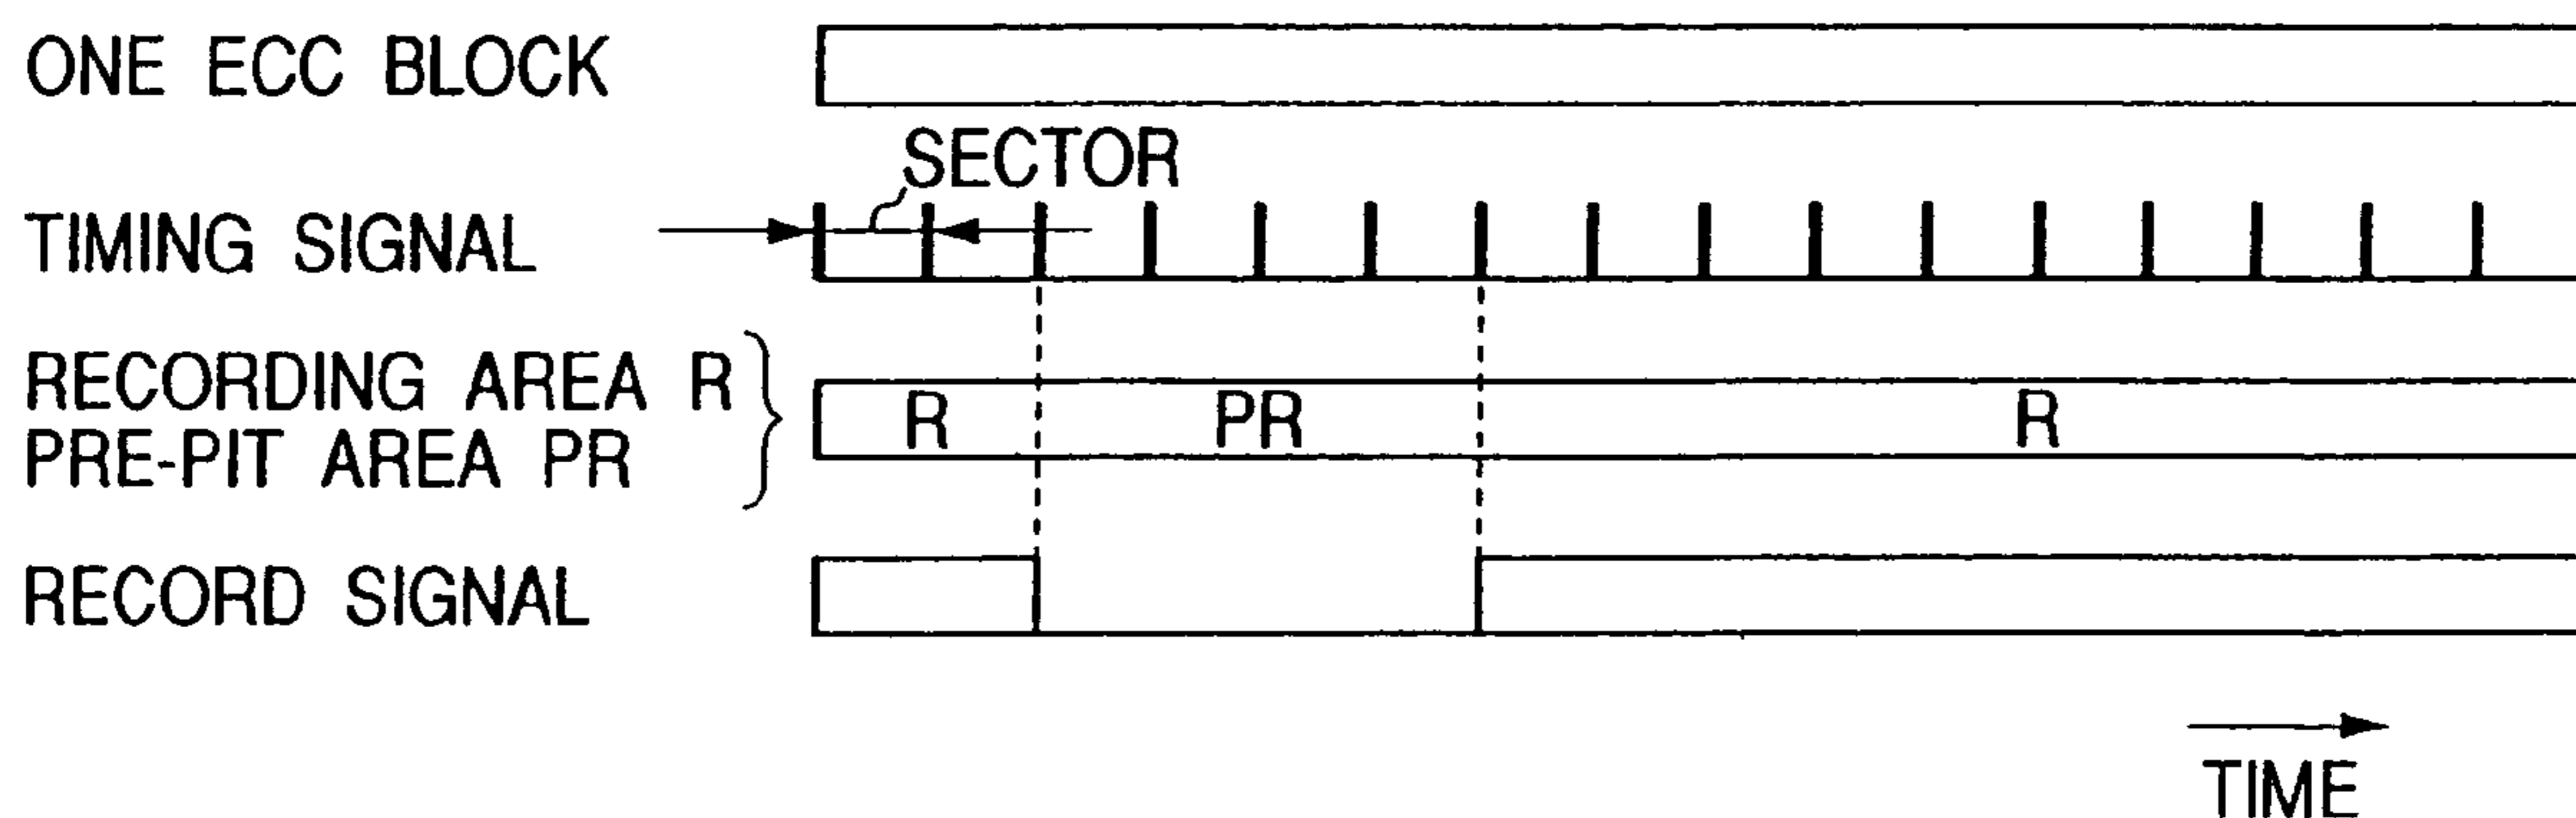 ONE ECC BLOCK
SECTOR
TIMING SIGNAL
RECORDING AREA R
PRE-PIT AREA PR
R PR R
RECORD SIGNAL
TIME